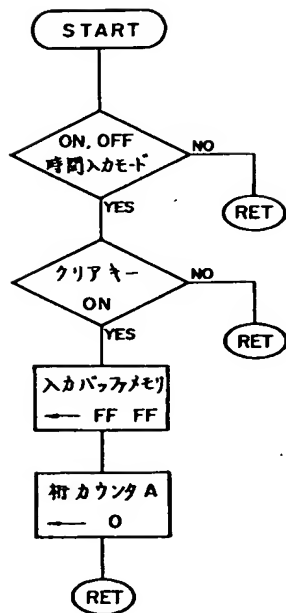 START
ON, OFF
時間入力モード
NO
RET
YES
クリアキー
ON
NO
RET
YES
入力バッファメモリ
← FF FF
桁カウンタ A
← 0
RET